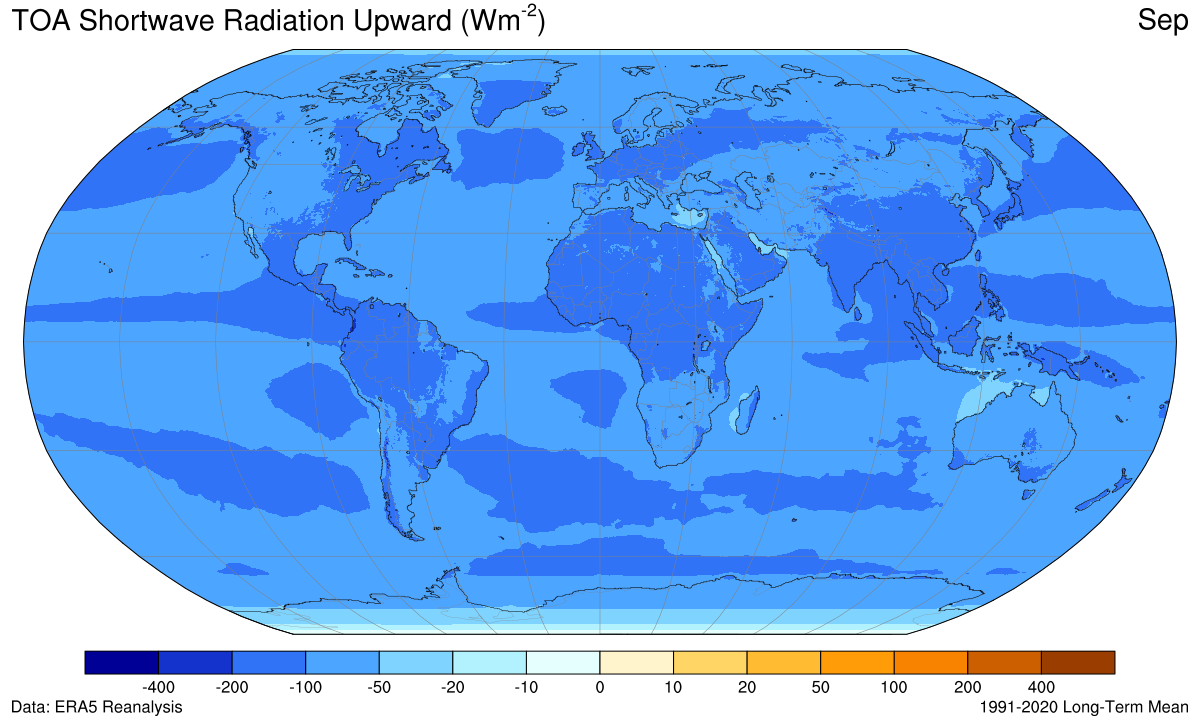 TOA Shortwave Radiation Upward (Wm-2) Sep
-400 -200 -100 -50 -20 -10 0 10 20 50 100 200 400
Data: ERA5 Reanalysis 1991-2020 Long-Term Mean